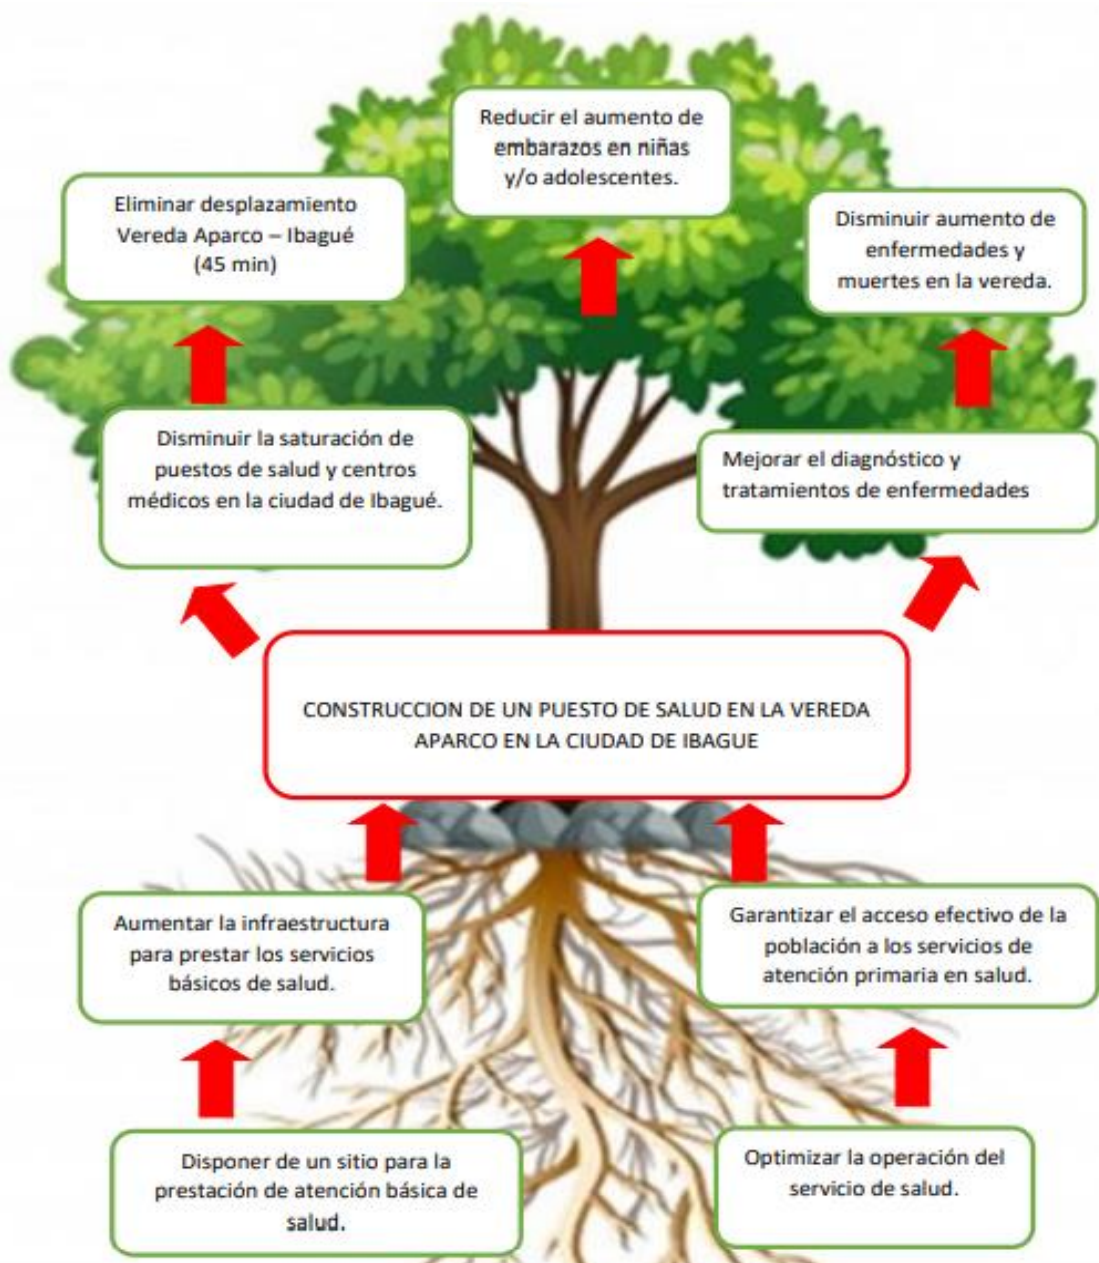 Reducir el aumento de
embarazos en niñas
y/o adolescentes.
Eliminar desplazamiento
Vereda Aparco – Ibagué
(45 min)
Disminuir aumento de
enfermedades y
muertes en la vereda.
Disminuir la saturación de
puestos de salud y centros
médicos en la ciudad de Ibagué.
Mejorar el diagnóstico y
tratamientos de enfermedades
CONSTRUCCION DE UN PUESTO DE SALUD EN LA VEREDA
APARCO EN LA CIUDAD DE IBAGUE
Aumentar la infraestructura
para prestar los servicios
básicos de salud.
Garantizar el acceso efectivo de la
población a los servicios de
atención primaria en salud.
Disponer de un sitio para la
prestación de atención básica de
salud.
Optimizar la operación del
servicio de salud.